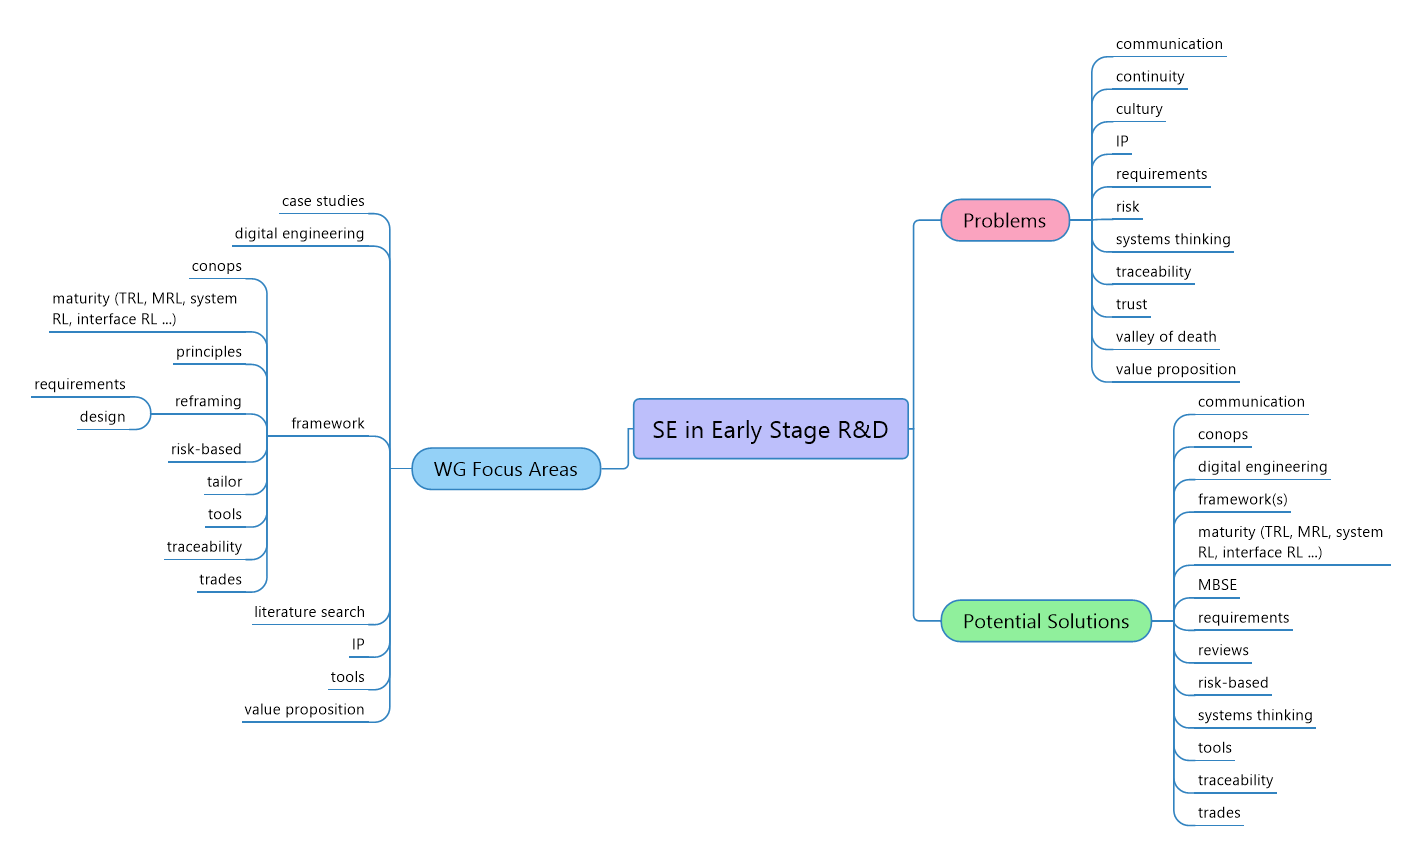 SE in Early Stage R&D
Problems
communication
continuity
cultury
IP
requirements
risk
systems thinking
traceability
trust
valley of death
value proposition
Potential Solutions
communication
conops
digital engineering
framework(s)
maturity (TRL, MRL, system
RL, interface RL ...)
MBSE
requirements
reviews
risk-based
systems thinking
tools
traceability
trades
WG Focus Areas
case studies
digital engineering
framework
conops
maturity (TRL, MRL, system
RL, interface RL ...)
principles
reframing
requirements
design
risk-based
tailor
tools
traceability
trades
literature search
IP
tools
value proposition